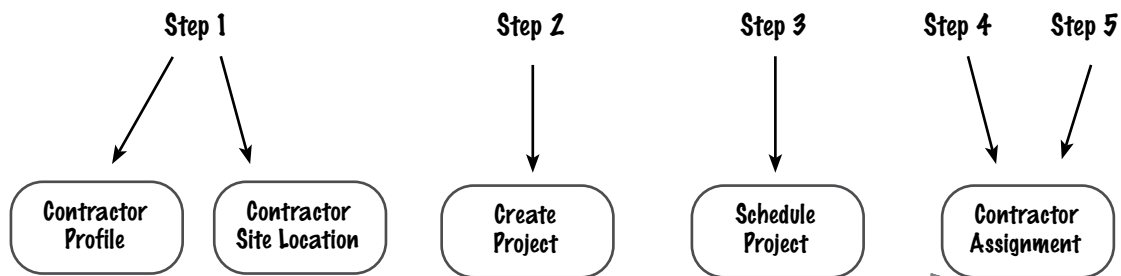 Step 1 Step 2 Step 3 Step 4 Step 5
Contractor
Profile
Contractor
Site Location
Create
Project
Schedule
Project
Contractor
Assignment